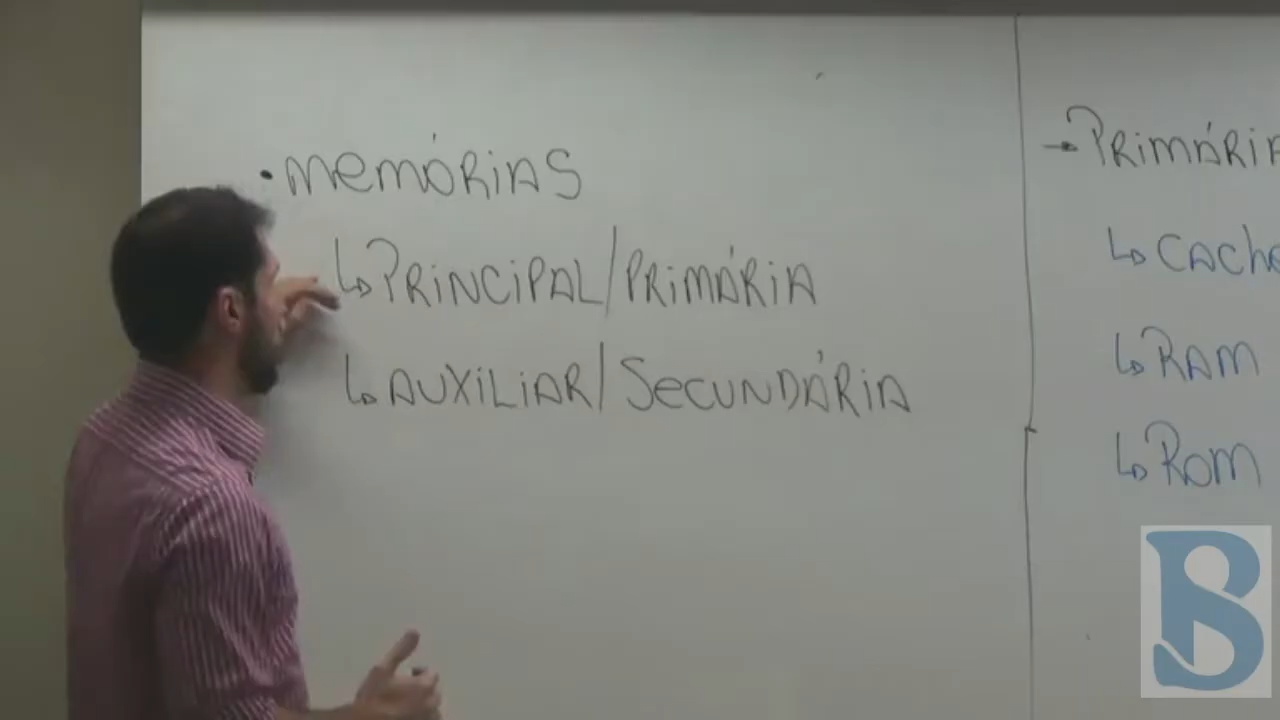 • MEMÓRIAS
↳ PRINCIPAL/PRIMÁRIA
↳ AUXILIAR/SECUNDÁRIA
→ PRIMÁRIA
↳ CACHE
↳ RAM
↳ ROM
B